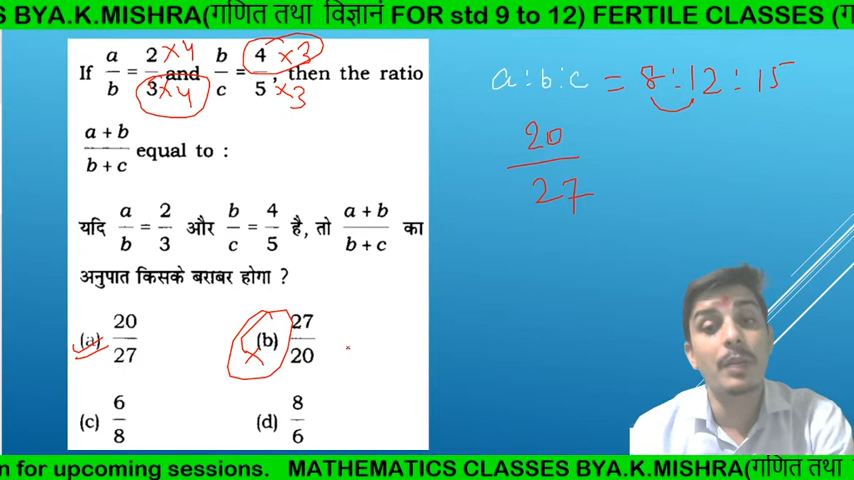 S BYA.K.MISHRA(गणित तथा विज्ञानं FOR std 9 to 12) FERTILE CLASSES (ग
If a/b = 2×4/3×4 and b/c = 4×3/5×3, then the ratio
a + b/b + c equal to :
यदि a/b = 2/3 और b/c = 4/5 है, तो a + b/b + c का
अनुपात किसके बराबर होगा ?
(a) 20/27 (b) 27/20
(c) 6/8 (d) 8/6
a:b:c = 8:12:15
20/27
n for upcoming sessions. MATHEMATICS CLASSES BYA.K.MISHRA(गणित तथा वि